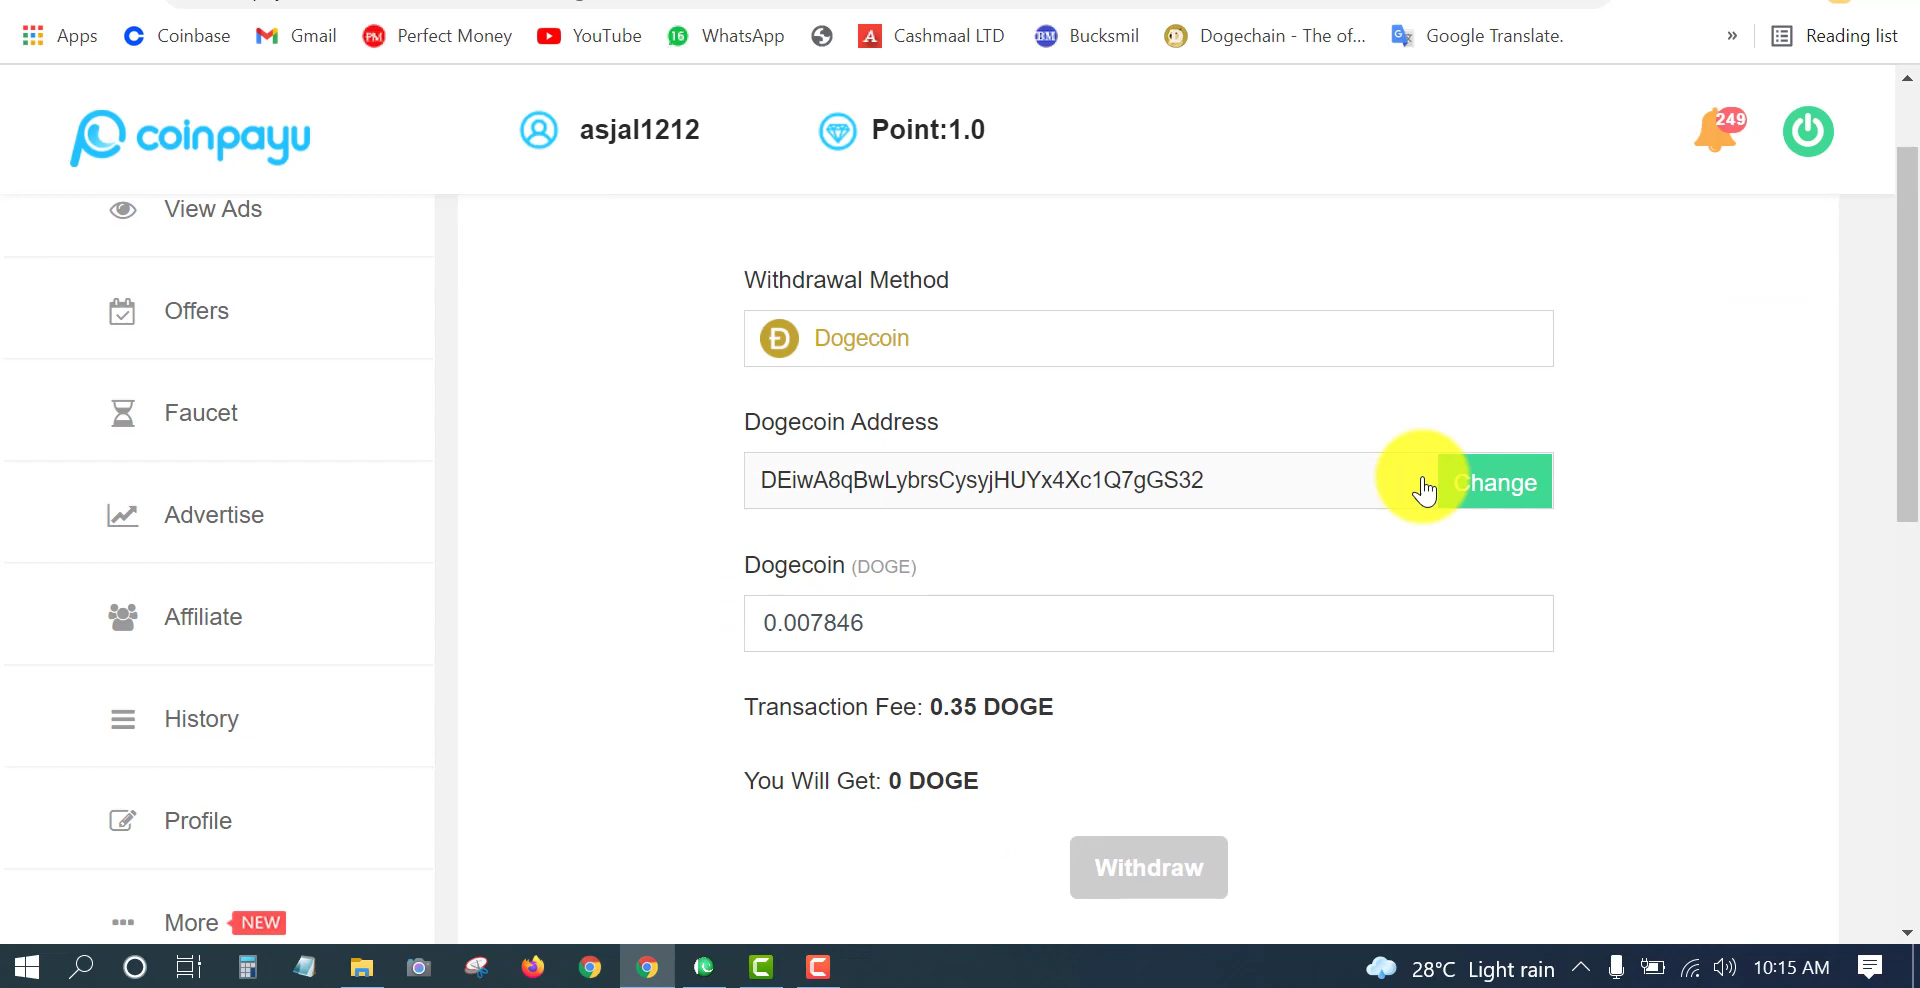 Apps Coinbase Gmail PM Perfect Money YouTube 16 WhatsApp A Cashmaal LTD BM Bucksmil Dogechain - The of... Google Translate. » Reading list
coinpayu asjal1212 Point:1.0 249
View Ads
Offers
Faucet
Advertise
Affiliate
History
Profile
More NEW
Withdrawal Method
Dogecoin
Dogecoin Address
DEiwA8qBwLybrsCysyjHUYx4Xc1Q7gGS32 Change
Dogecoin (DOGE)
0.007846
Transaction Fee: 0.35 DOGE
You Will Get: 0 DOGE
Withdraw
28°C Light rain 10:15 AM